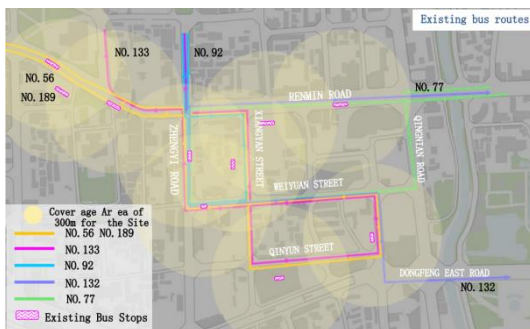 Existing bus routes
NO.133
NO.92
NO.56
NO.189
NO.77
RENMIN ROAD
ZHENGYI ROAD
XIANGYAN STREET
QINGNIAN ROAD
WEIYUAN STREET
QINYUN STREET
DONGFENG EAST ROAD
NO.132
Cover age Ar ea of
300m for the Site
NO.56 NO.189
NO.133
NO.92
NO.132
NO.77
Existing Bus Stops